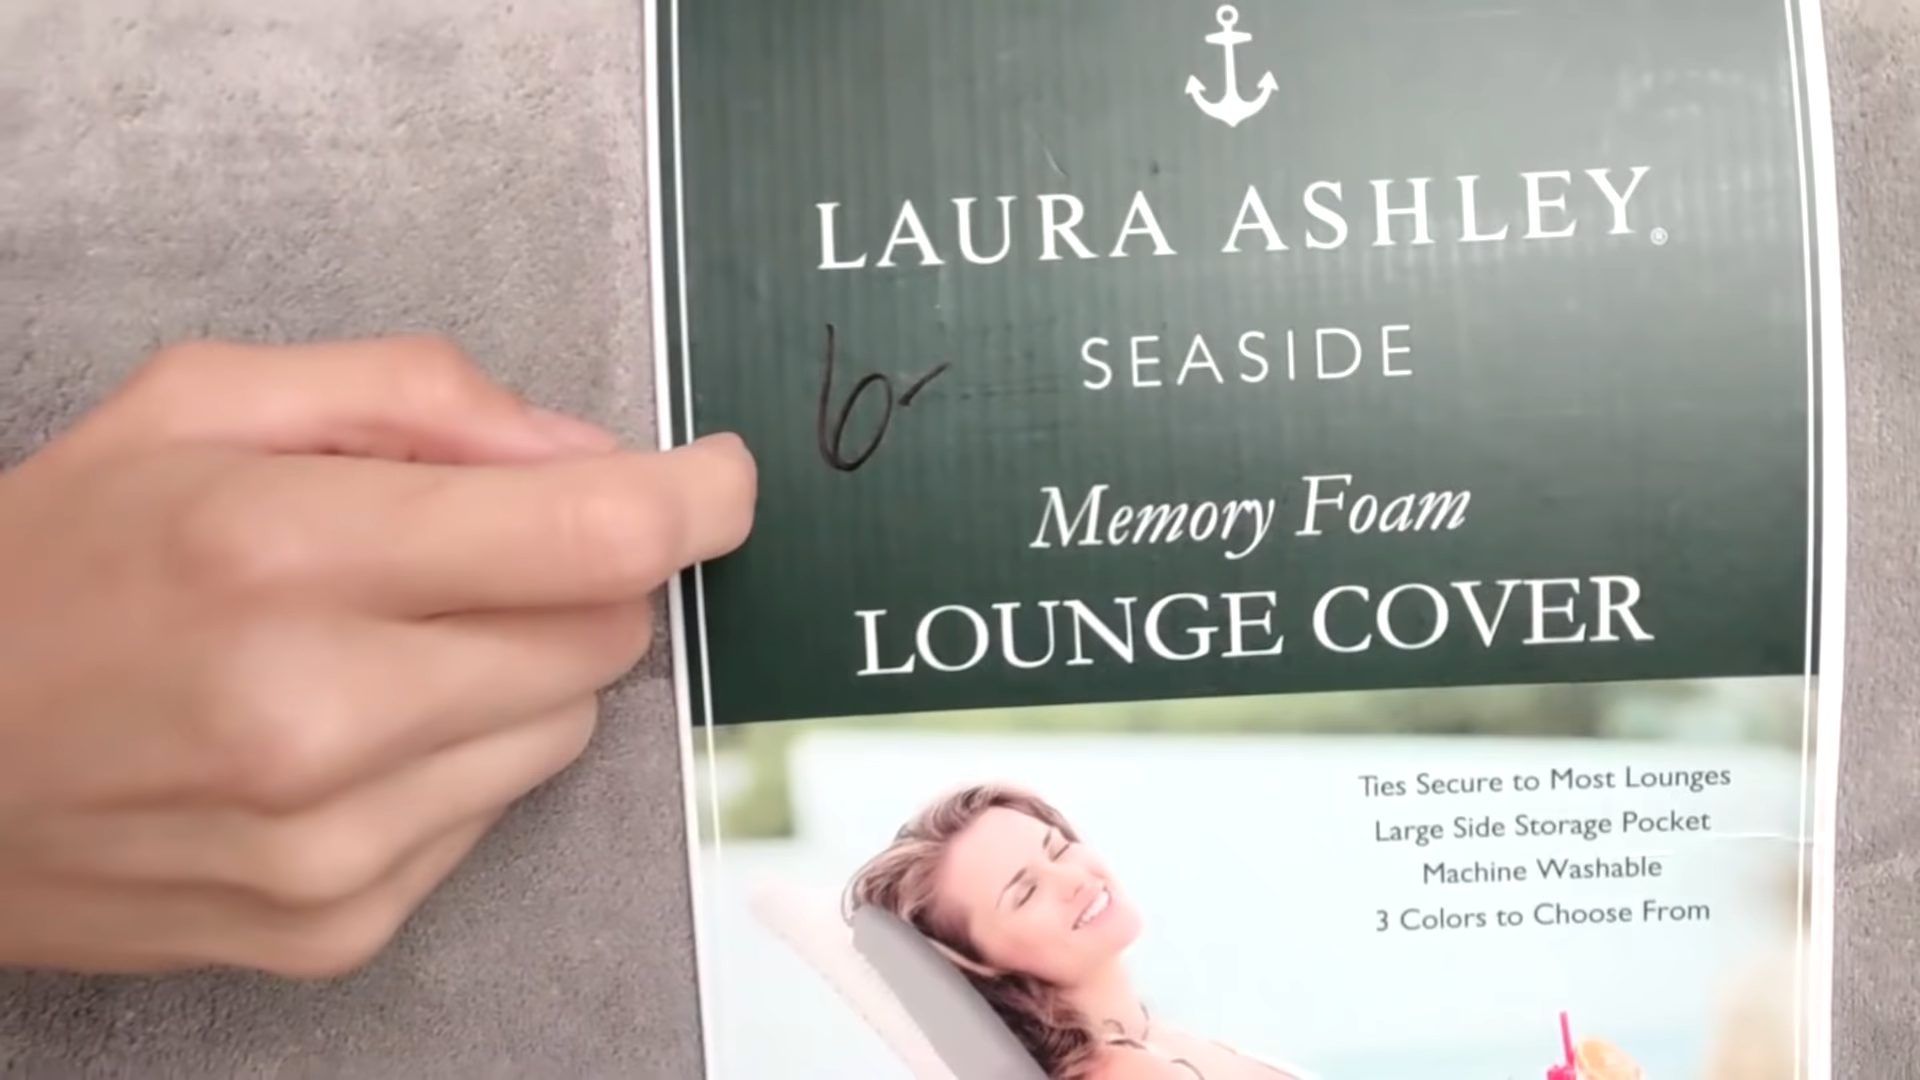 LAURA ASHLEY®
SEASIDE
6-
Memory Foam
LOUNGE COVER
Ties Secure to Most Lounges
Large Side Storage Pocket
Machine Washable
3 Colors to Choose From